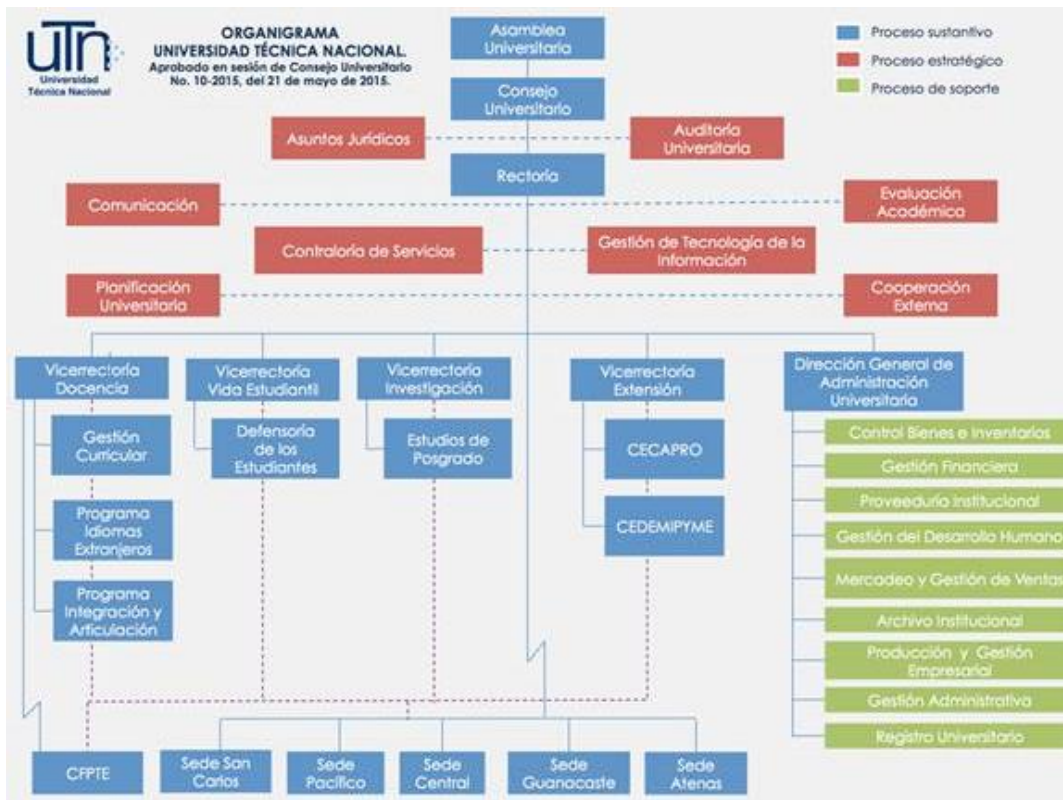 uTn
Universidad
Técnica Nacional
ORGANIGRAMA
UNIVERSIDAD TÉCNICA NACIONAL.
Aprobado en sesión de Consejo Universitario
No. 10-2015, del 21 de mayo de 2015.
Proceso sustantivo
Proceso estratégico
Proceso de soporte
Asamblea
Universitaria
Consejo
Universitario
Asuntos Jurídicos
Auditoría
Universitaria
Rectoría
Comunicación
Evaluación
Académica
Contraloría de Servicios
Gestión de Tecnología de la
Información
Planificación
Universitaria
Cooperación
Externa
Vicerrectoría
Docencia
Vicerrectoría
Vida Estudiantil
Vicerrectoría
Investigación
Vicerrectoría
Extensión
Dirección General de
Administración
Universitaria
Gestión
Curricular
Programa
Idiomas
Extranjeros
Programa
Integración y
Articulación
Defensoría
de los
Estudiantes
Estudios de
Posgrado
CECAPRO
CEDEMIPYME
Control Bienes e Inventarios
Gestión Financiera
Proveeduría Institucional
Gestión del Desarrollo Humano
Mercadeo y Gestión de Ventas
Archivo Institucional
Producción y Gestión
Empresarial
Gestión Administrativa
Registro Universitario
CFPTE
Sede San
Carlos
Sede
Pacífico
Sede
Central
Sede
Guanacaste
Sede
Atenas